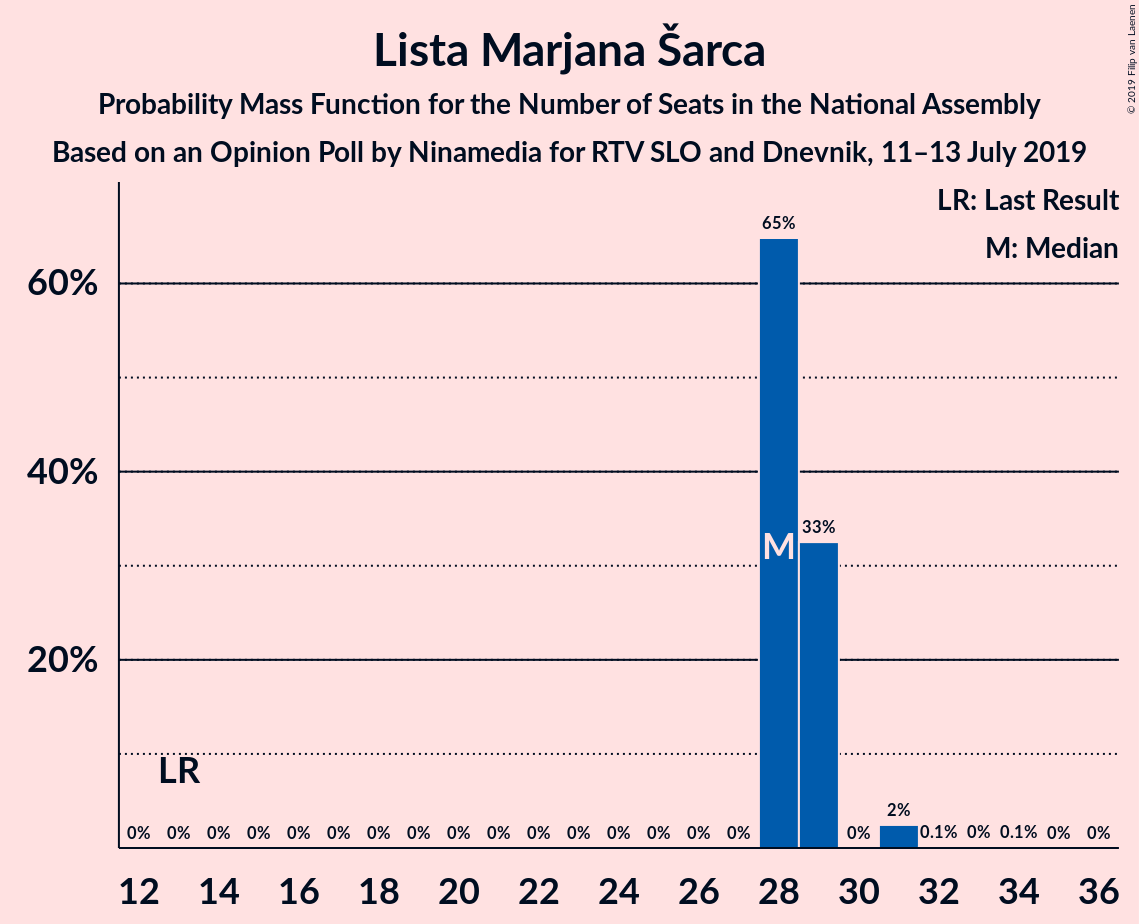 Lista Marjana Šarca
Probability Mass Function for the Number of Seats in the National Assembly
Based on an Opinion Poll by Ninamedia for RTV SLO and Dnevnik, 11–13 July 2019
© 2019 Filip van Laenen
LR: Last Result
M: Median
65%
60%
40%
33%
M
20%
LR
2%
0% 0% 0% 0% 0% 0% 0% 0% 0% 0% 0% 0% 0% 0% 0% 0% 0% 0.1% 0% 0.1% 0% 0%
12 14 16 18 20 22 24 26 28 30 32 34 36